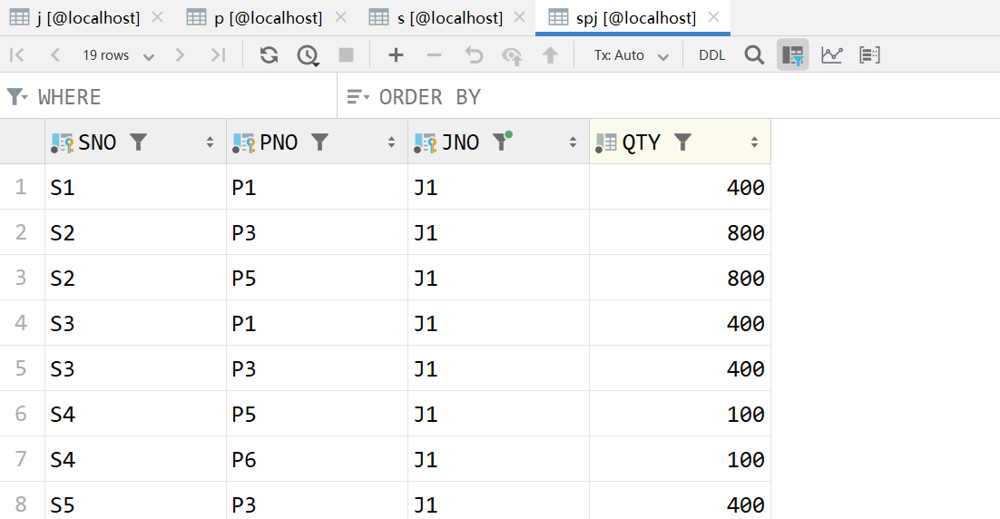 j [@localhost] p [@localhost] s [@localhost] spj [@localhost]
19 rows Tx: Auto DDL
WHERE ORDER BY
SNO PNO JNO QTY
1 S1 P1 J1 400
2 S2 P3 J1 800
3 S2 P5 J1 800
4 S3 P1 J1 400
5 S3 P3 J1 400
6 S4 P5 J1 100
7 S4 P6 J1 100
8 S5 P3 J1 400